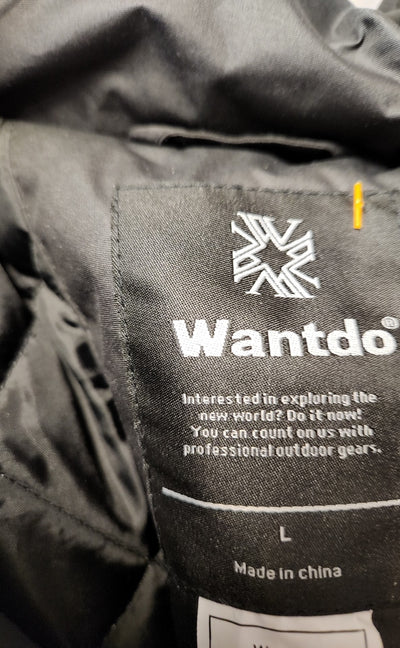 Wantdo®
Interested in exploring the
new world? Do it now!
You can count on us with
professional outdoor gears.
L
Made in china